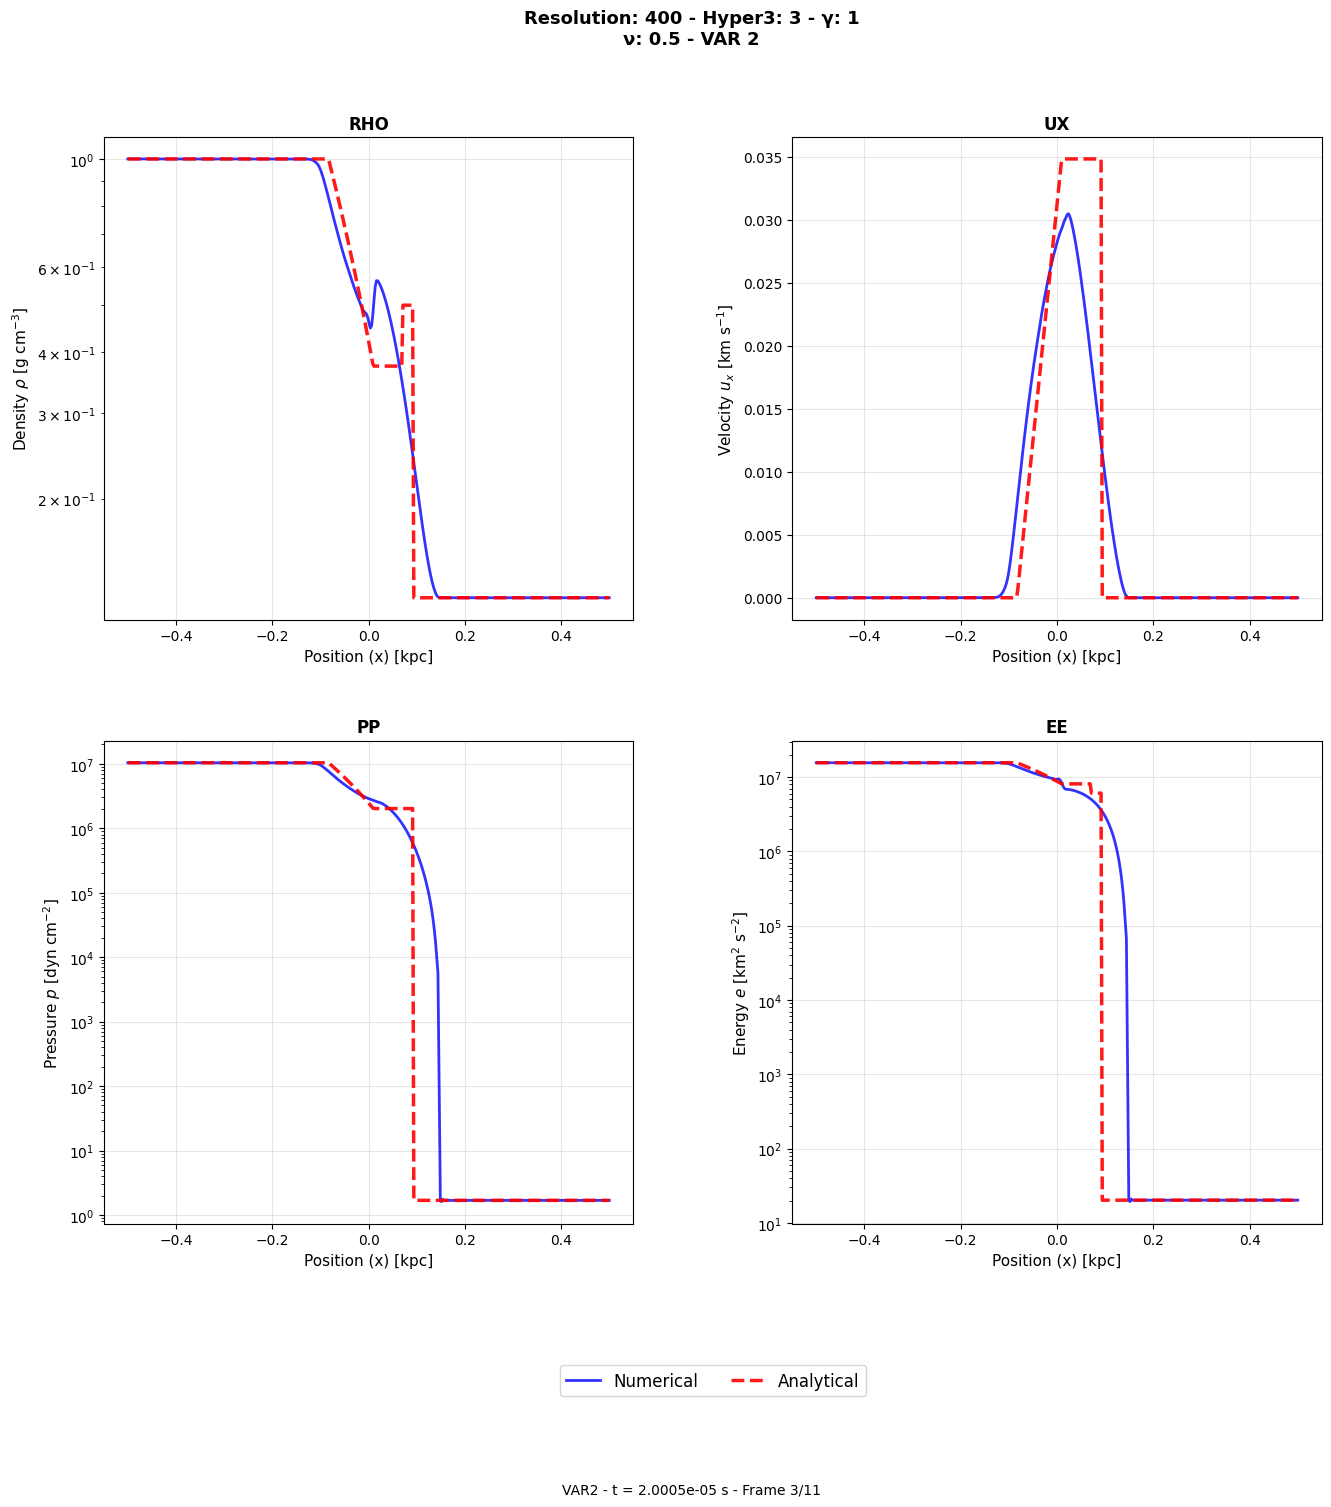 Resolution: 400 - Hyper3: 3 - γ: 1
ν: 0.5 - VAR 2
RHO
10⁰
6 × 10⁻¹
4 × 10⁻¹
3 × 10⁻¹
2 × 10⁻¹
Density ρ [g cm⁻³]
−0.4 −0.2 0.0 0.2 0.4
Position (x) [kpc]
UX
0.035
0.030
0.025
0.020
0.015
0.010
0.005
0.000
Velocity uₓ [km s⁻¹]
−0.4 −0.2 0.0 0.2 0.4
Position (x) [kpc]
PP
10⁷
10⁶
10⁵
10⁴
10³
10²
10¹
10⁰
Pressure p [dyn cm⁻²]
−0.4 −0.2 0.0 0.2 0.4
Position (x) [kpc]
EE
10⁷
10⁶
10⁵
10⁴
10³
10²
10¹
Energy e [km² s⁻²]
−0.4 −0.2 0.0 0.2 0.4
Position (x) [kpc]
Numerical Analytical
VAR2 - t = 2.0005e-05 s - Frame 3/11